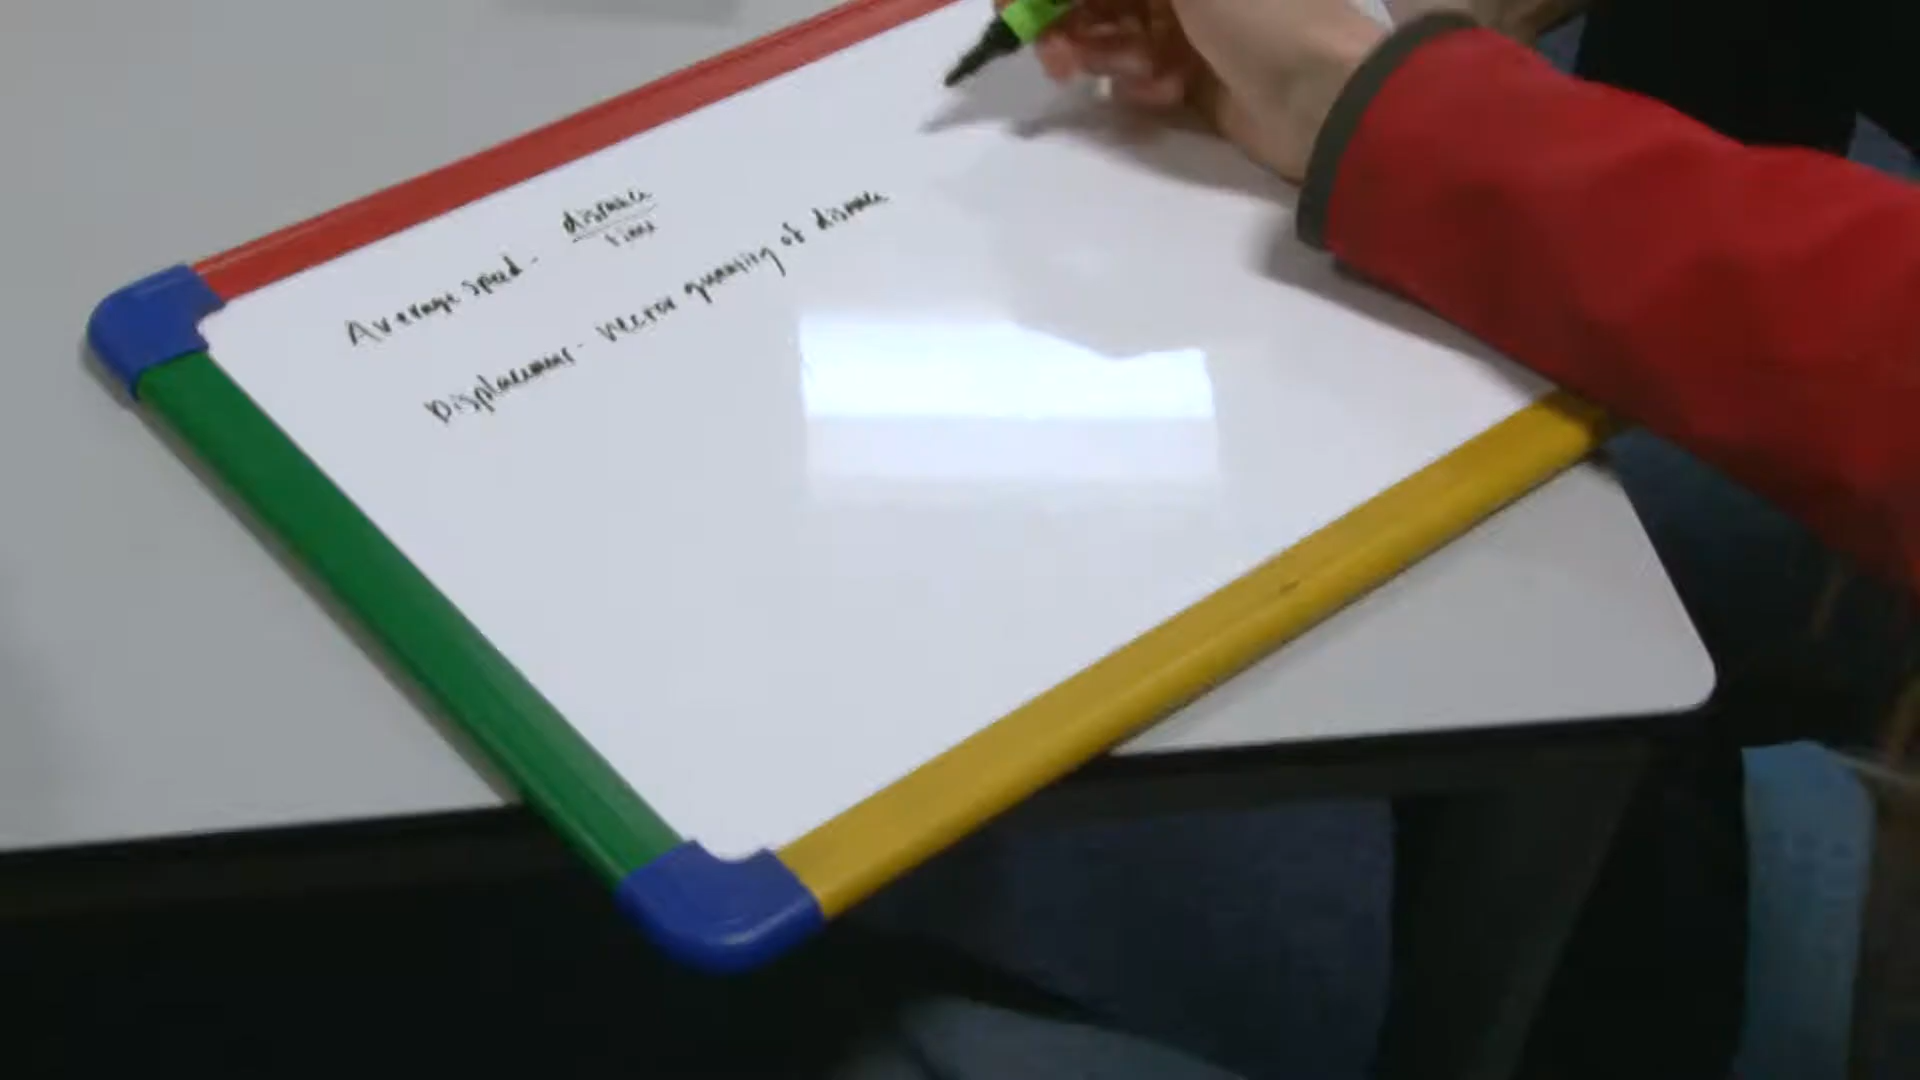 Average speed - distance
time
Displacement - Vector quantity of distance